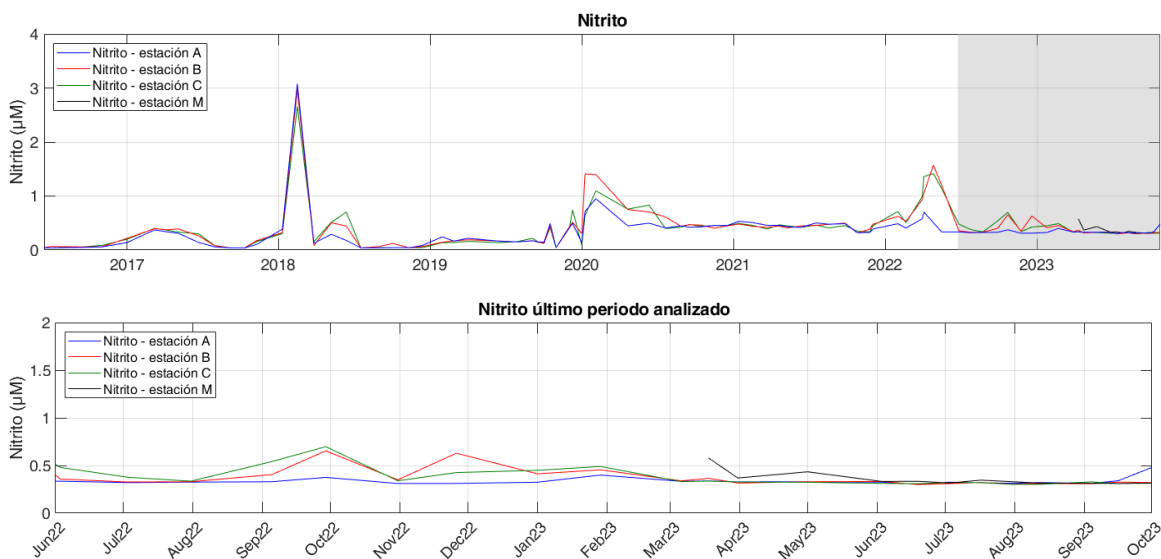 Nitrito
4
3
2
1
0
Nitrito (µM)
Nitrito - estación A
Nitrito - estación B
Nitrito - estación C
Nitrito - estación M
2017 2018 2019 2020 2021 2022 2023
Nitrito último periodo analizado
2
1.5
1
0.5
0
Nitrito (µM)
Nitrito - estación A
Nitrito - estación B
Nitrito - estación C
Nitrito - estación M
Jun22 Jul22 Aug22 Sep22 Oct22 Nov22 Dec22 Jan23 Feb23 Mar23 Apr23 May23 Jun23 Jul23 Aug23 Sep23 Oct23